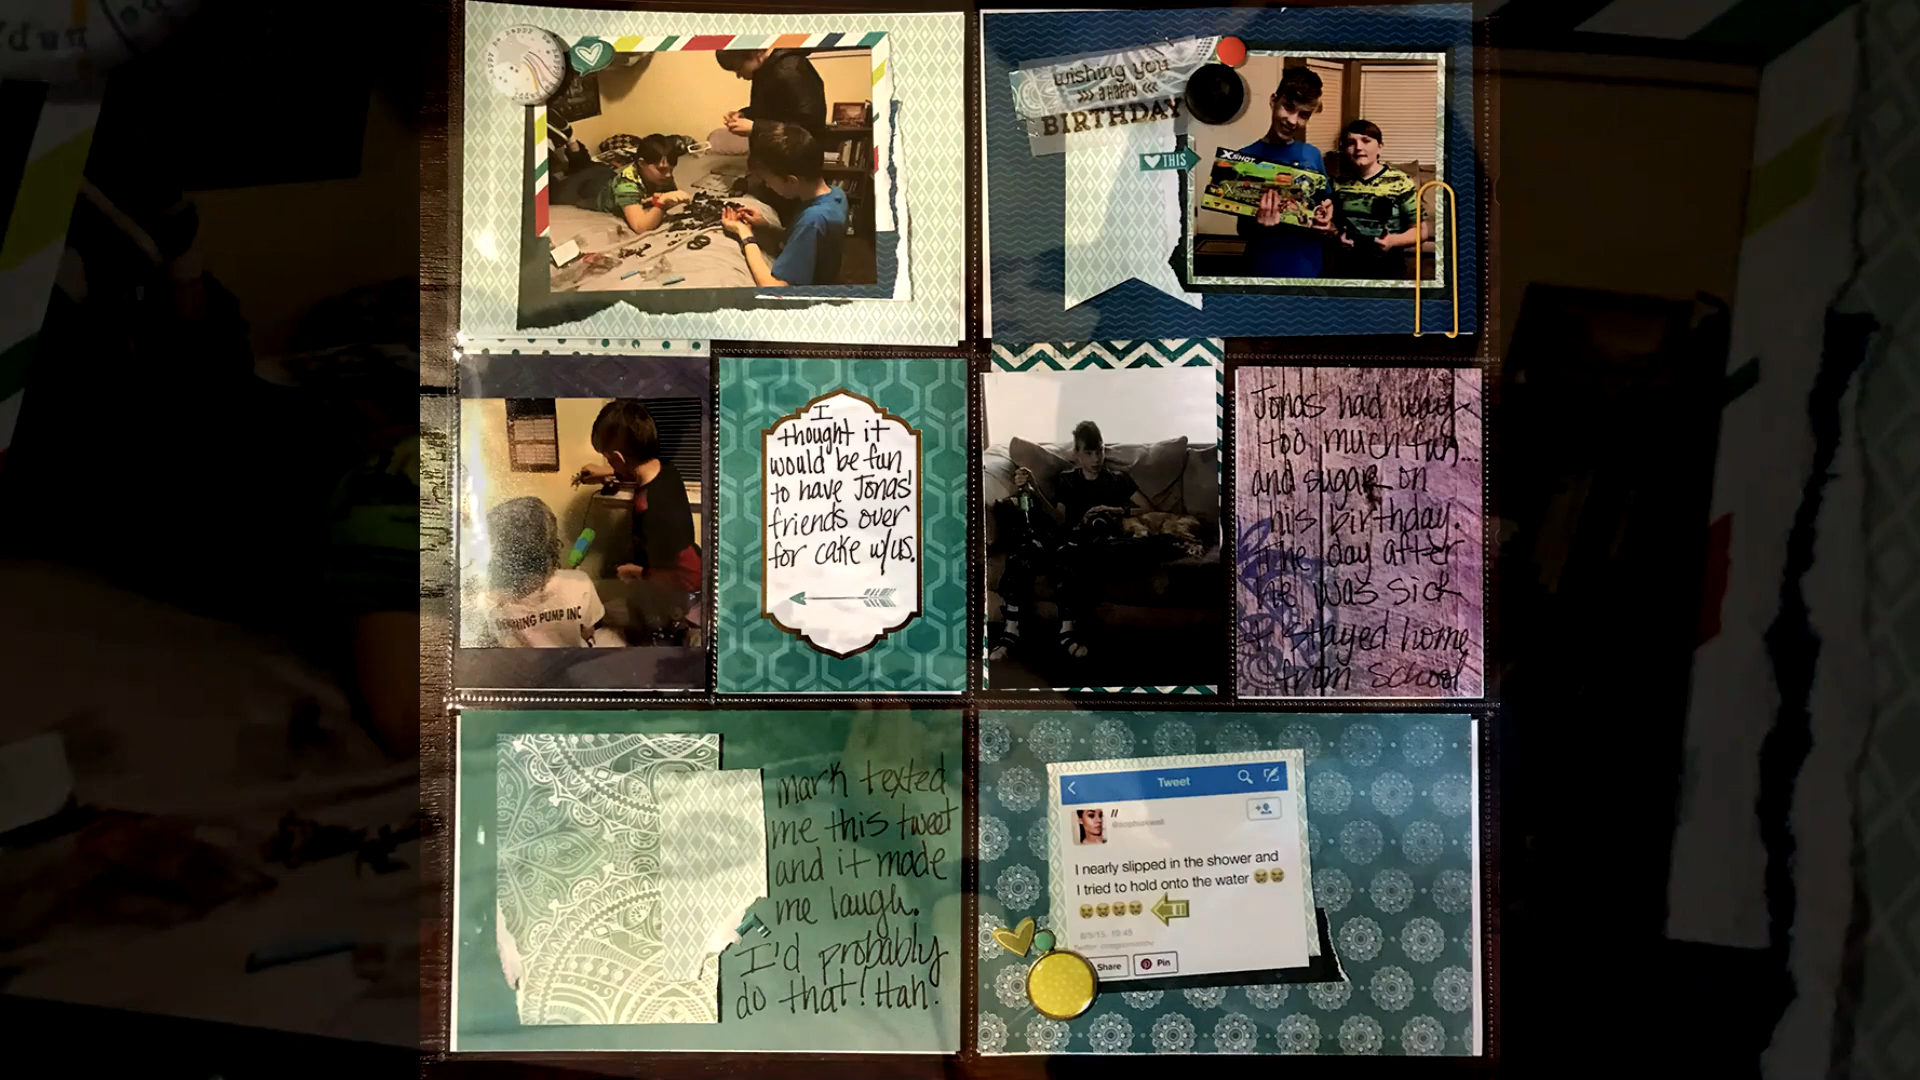 be happy
wishing you
>>> a HAPPY <<<
BIRTHDAY
THIS
XSHOT
PUMP INC
I
thought it
would be fun
to have Jonas'
friends over
for cake w/us.
Jonas had way
too much fun...
and sugar on
his birthday.
The day after
he was sick
& stayed home
from School
mark texted
me this tweet
and it made
me laugh.
I'd probably
do that! Hah!
Tweet
//
I nearly slipped in the shower and
I tried to hold onto the water 😫😫
😫😫😫😫
Share
Pin